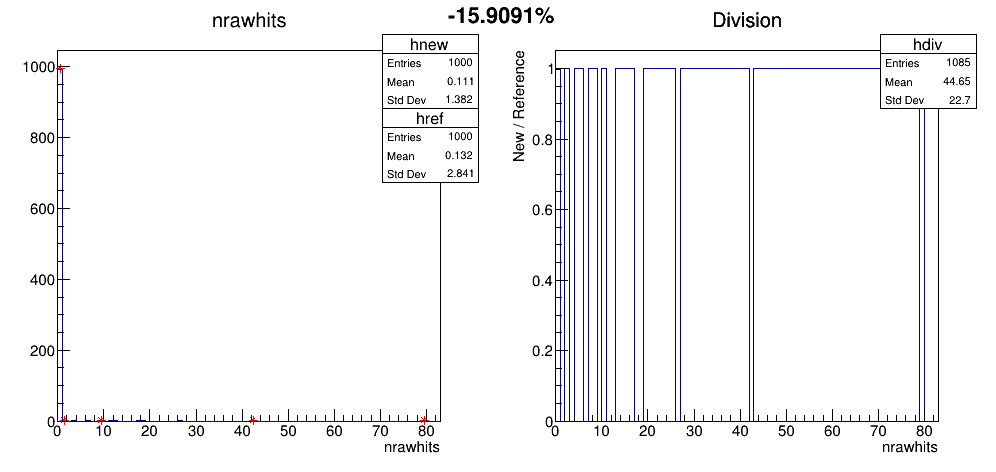 -15.9091%
nrawhits
hnew
Entries 1000
Mean 0.111
Std Dev 1.382
href
Entries 1000
Mean 0.132
Std Dev 2.841
1000
800
600
400
200
0
0 10 20 30 40 50 60 70 80
nrawhits
Division
hdiv
Entries 1085
Mean 44.65
Std Dev 22.7
New / Reference
1
0.8
0.6
0.4
0.2
0
0 10 20 30 40 50 60 70 80
nrawhits